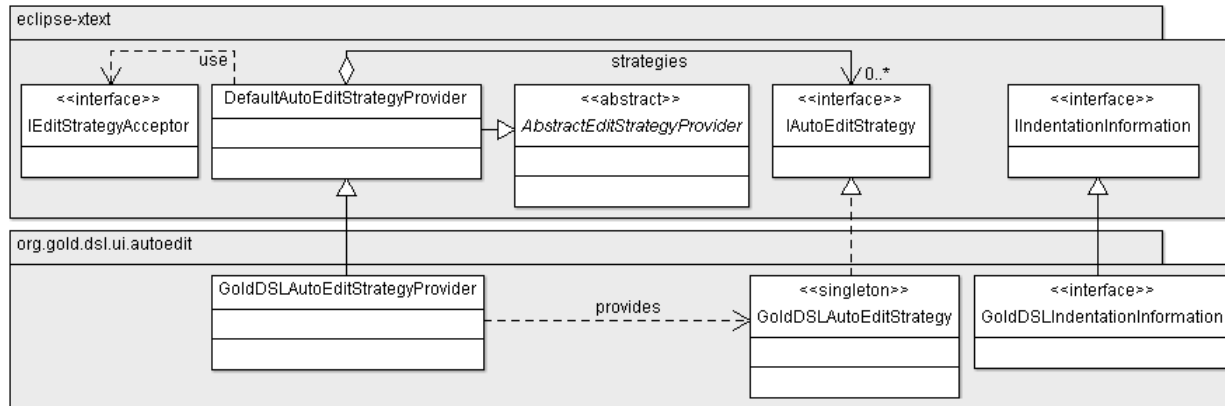 eclipse-xtext
use
strategies
0..*
<<interface>>
IEditStrategyAcceptor
DefaultAutoEditStrategyProvider
<<abstract>>
AbstractEditStrategyProvider
<<interface>>
IAutoEditStrategy
<<interface>>
IIndentationInformation
org.gold.dsl.ui.autoedit
GoldDSLAutoEditStrategyProvider
provides
<<singleton>>
GoldDSLAutoEditStrategy
<<interface>>
GoldDSLIndentationInformation